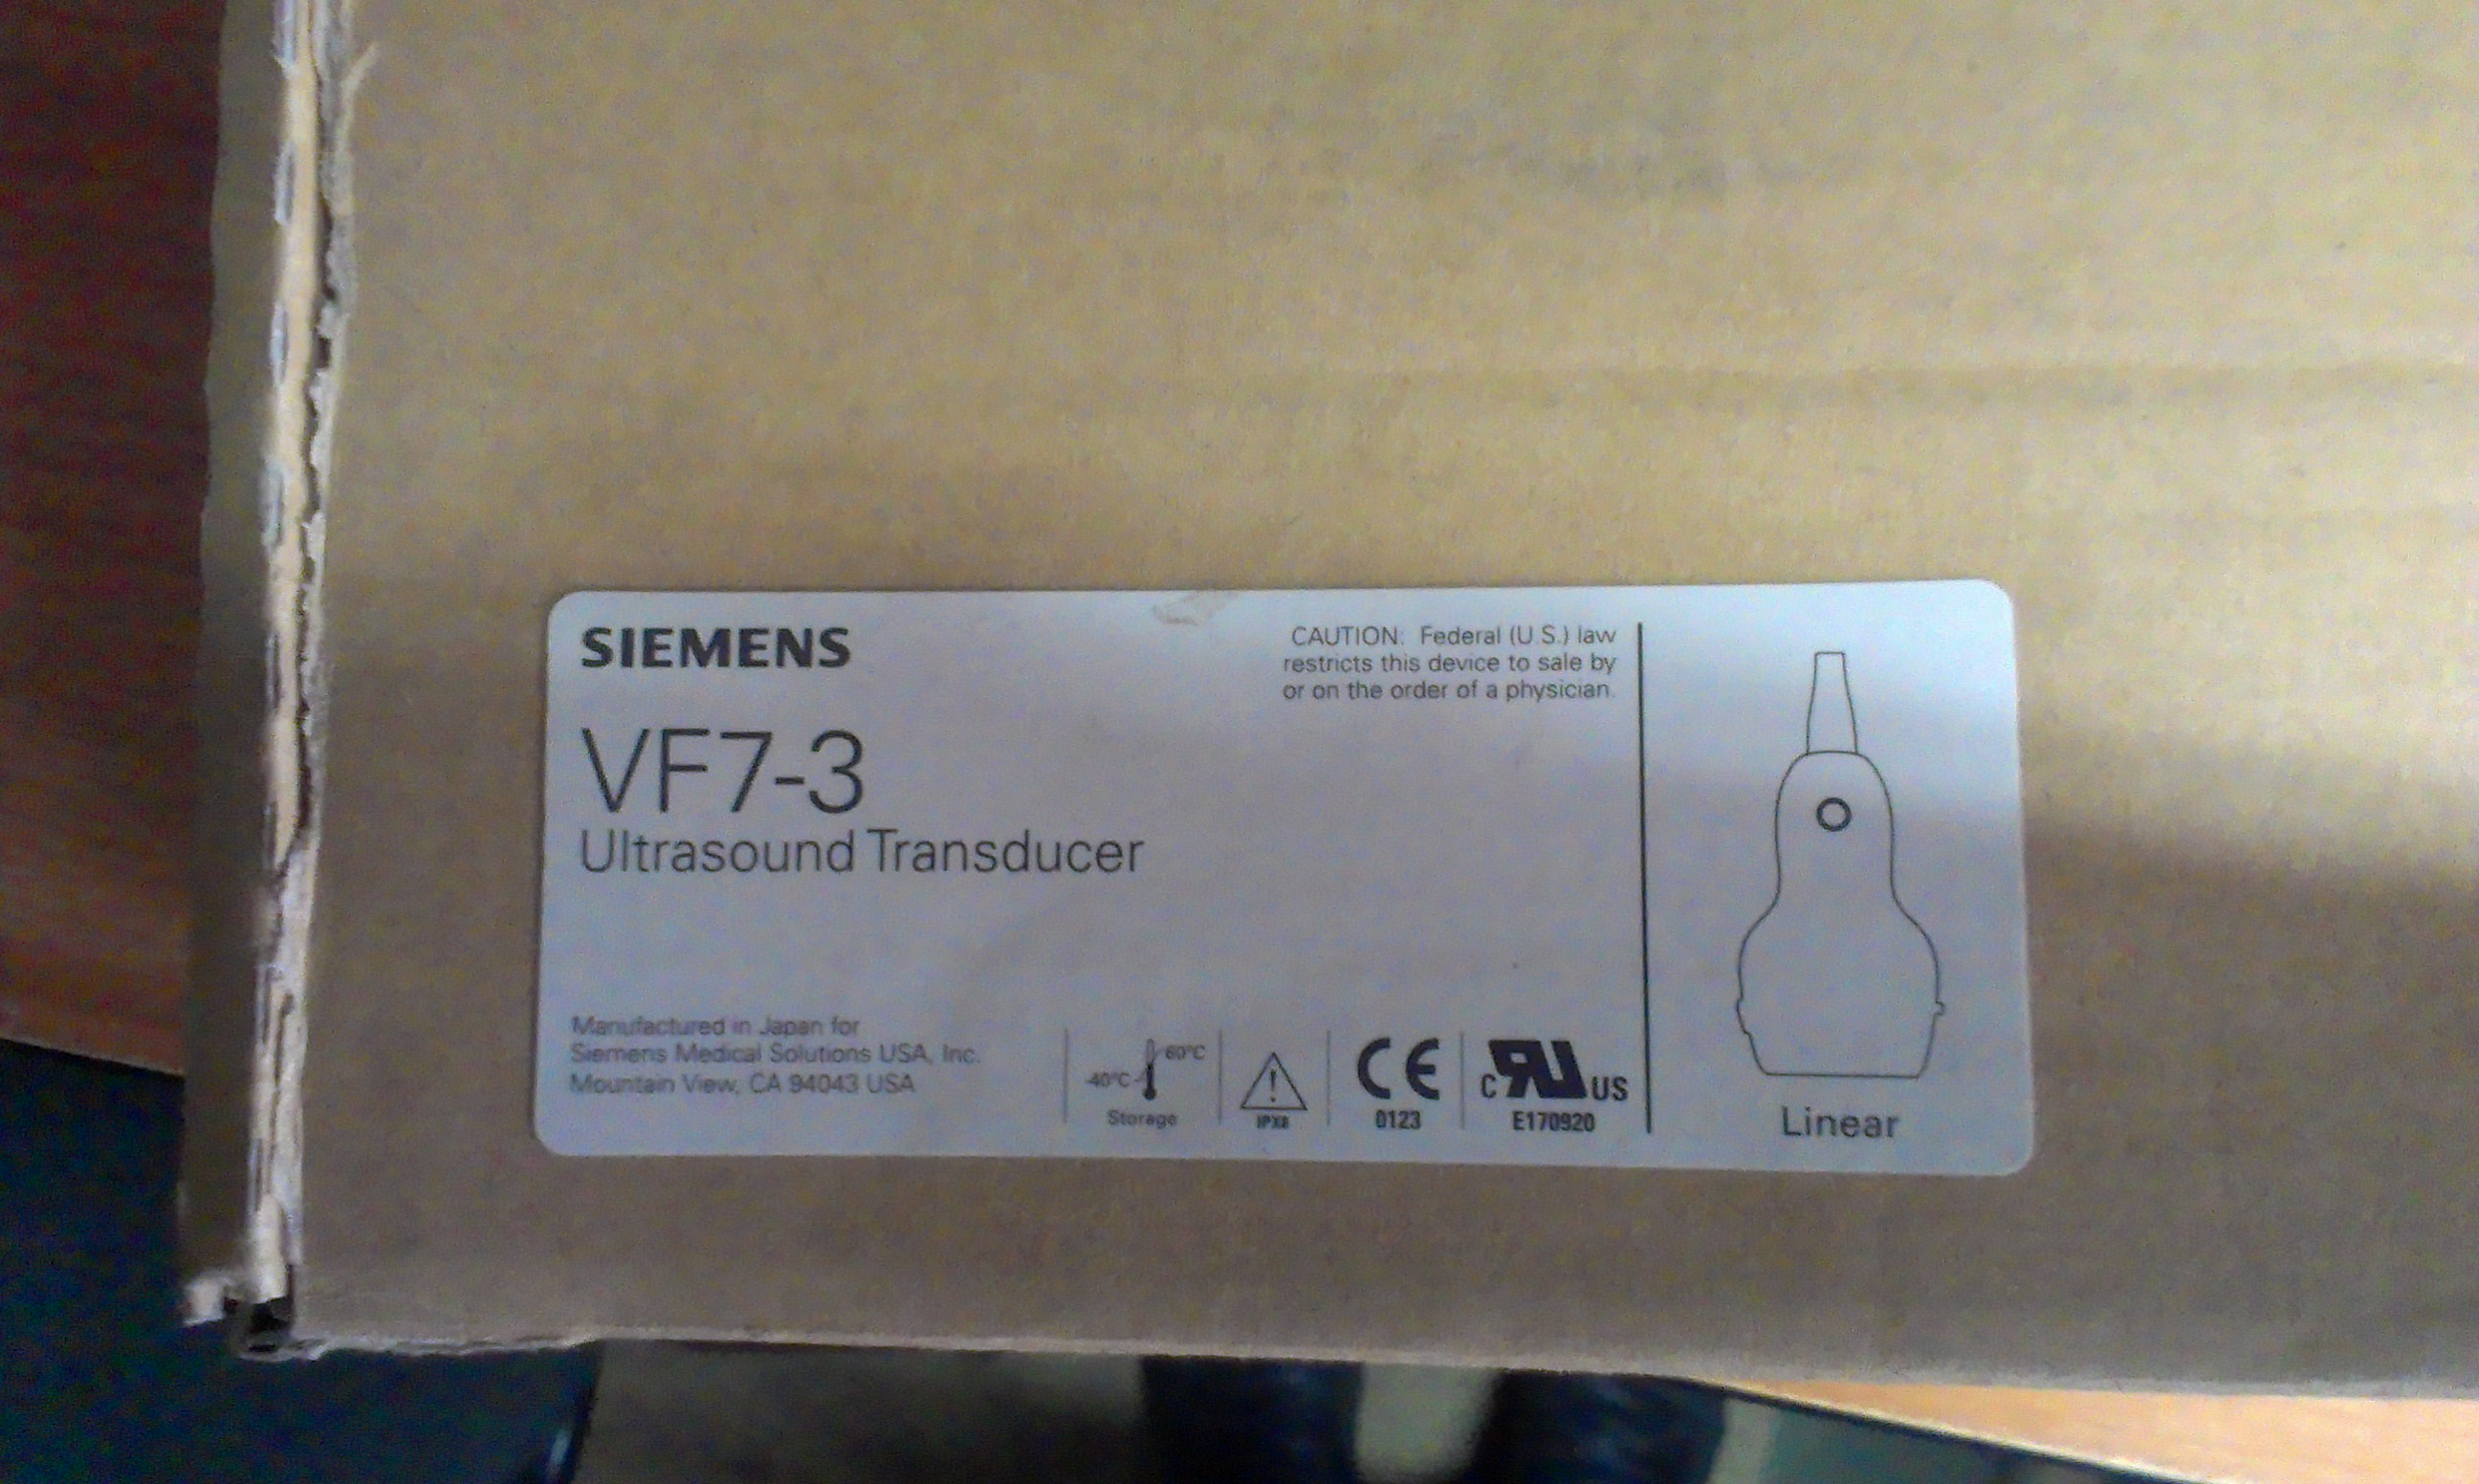 SIEMENS
CAUTION: Federal (U.S.) law
restricts this device to sale by
or on the order of a physician.
VF7-3
Ultrasound Transducer
Manufactured in Japan for
Siemens Medical Solutions USA, Inc.
Mountain View, CA 94043 USA
-40°C
60°C
Storage
IPX8
CE
0123
c RU US
E170920
Linear